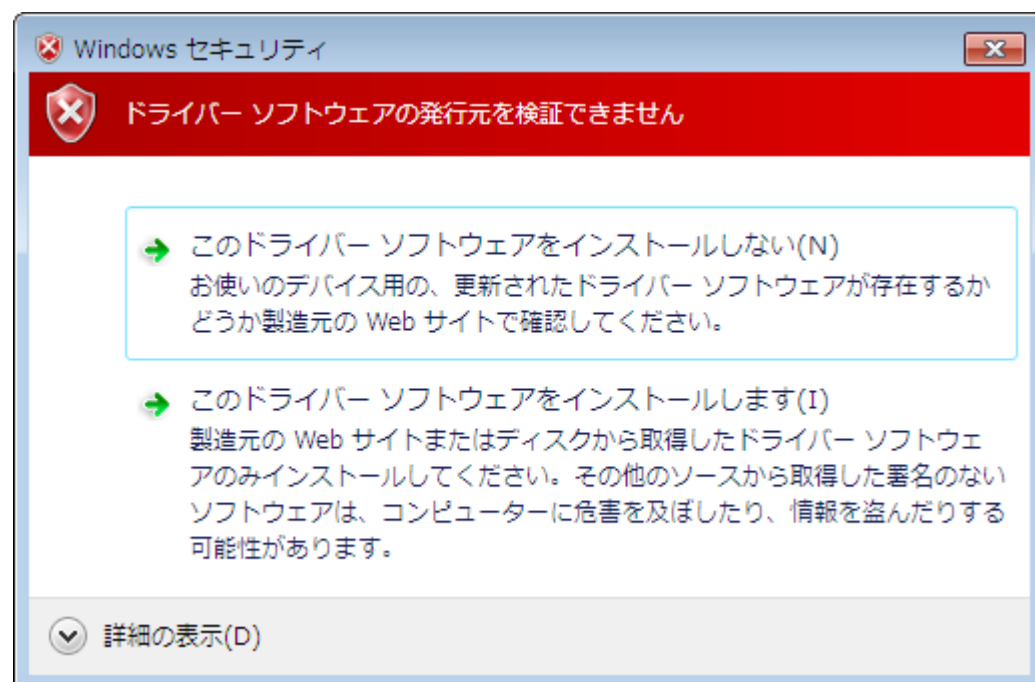 Windows セキュリティ
ドライバー ソフトウェアの発行元を検証できません
このドライバー ソフトウェアをインストールしない(N)
お使いのデバイス用の、更新されたドライバー ソフトウェアが存在するか
どうか製造元の Web サイトで確認してください。
このドライバー ソフトウェアをインストールします(I)
製造元の Web サイトまたはディスクから取得したドライバー ソフトウェ
アのみインストールしてください。その他のソースから取得した署名のない
ソフトウェアは、コンピューターに危害を及ぼしたり、情報を盗んだりする
可能性があります。
詳細の表示(D)